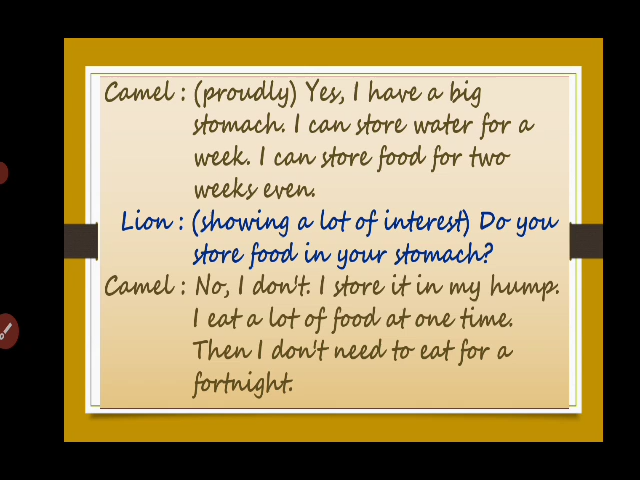 Camel : (proudly) Yes, I have a big
stomach. I can store water for a
week. I can store food for two
weeks even.
Lion : (showing a lot of interest) Do you
store food in your stomach?
Camel : No, I don't. I store it in my hump.
I eat a lot of food at one time.
Then I don't need to eat for a
fortnight.